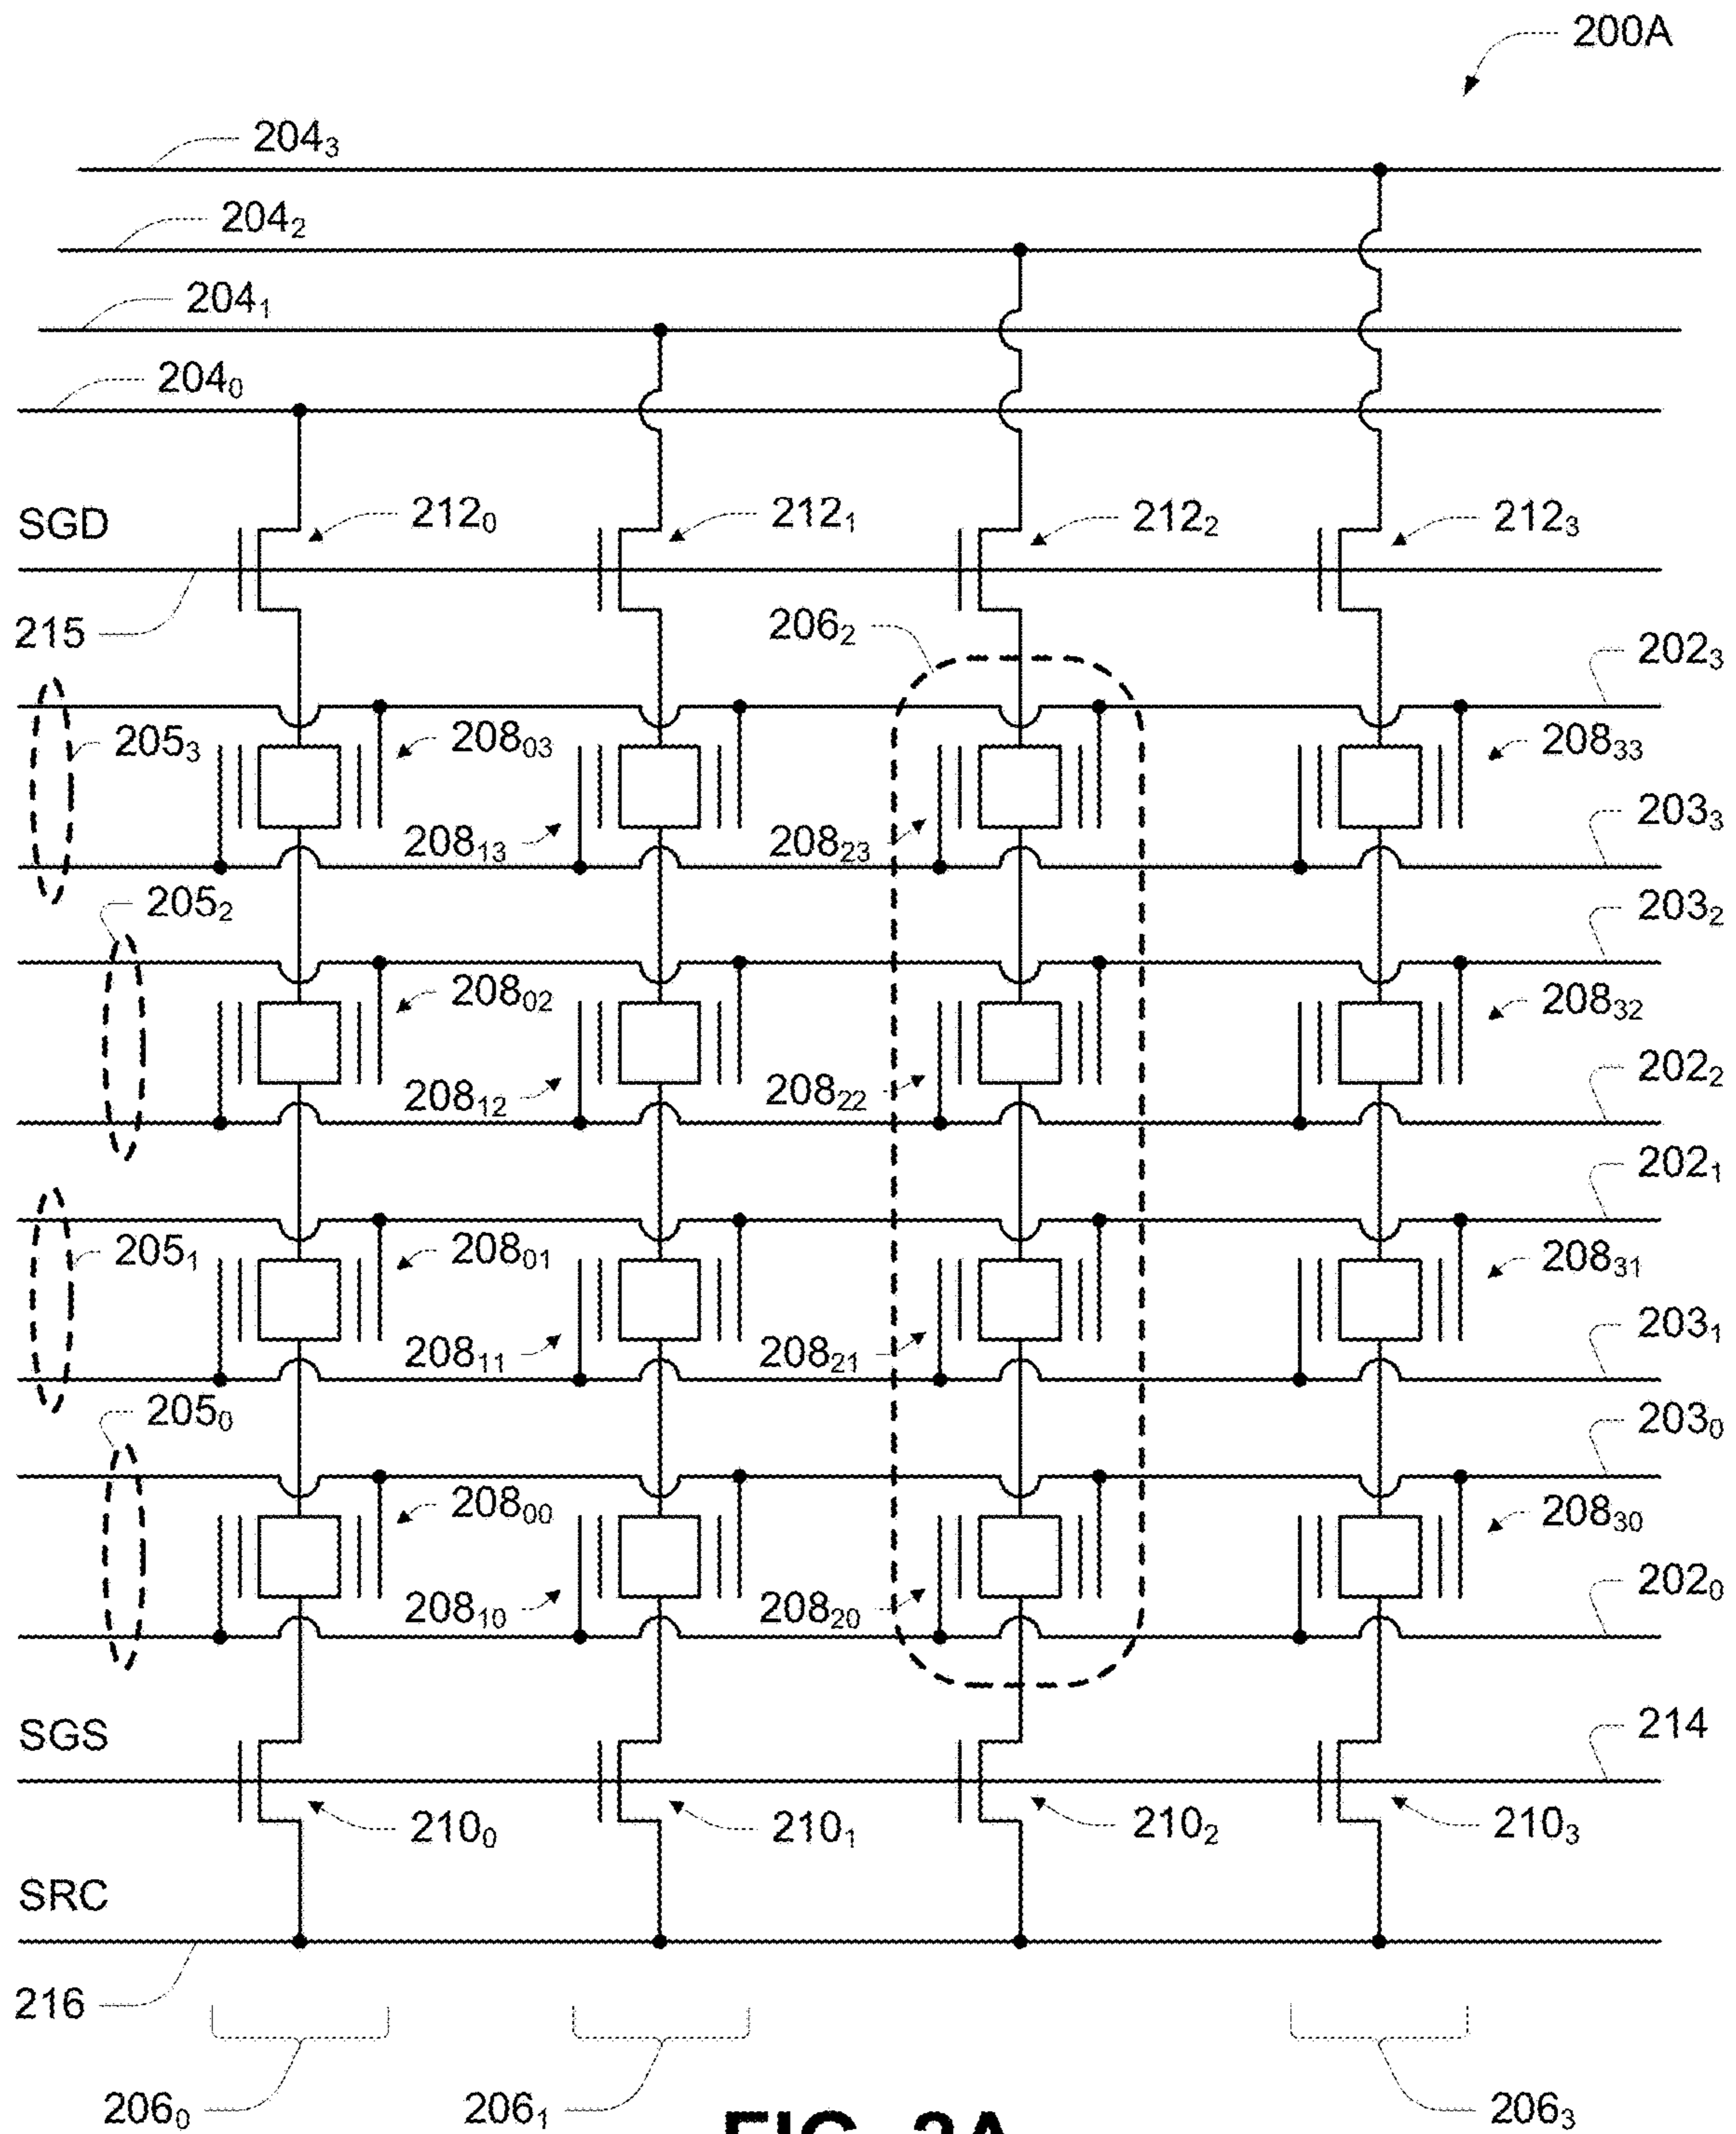 200A
204₃
204₂
204₁
204₀
SGD 212₀ 212₁ 212₂ 212₃
215 206₂
202₃
205₃ 208₀₃ 208₃₃
208₁₃ 208₂₃ 203₃
205₂ 203₂
208₀₂ 208₃₂
208₁₂ 208₂₂ 202₂
202₁
205₁ 208₀₁ 208₃₁
208₁₁ 208₂₁ 203₁
205₀ 203₀
208₀₀ 208₃₀
208₁₀ 208₂₀ 202₀
SGS 214
210₀ 210₁ 210₂ 210₃
SRC
216
206₀ 206₁ 206₃
FIG. 2A